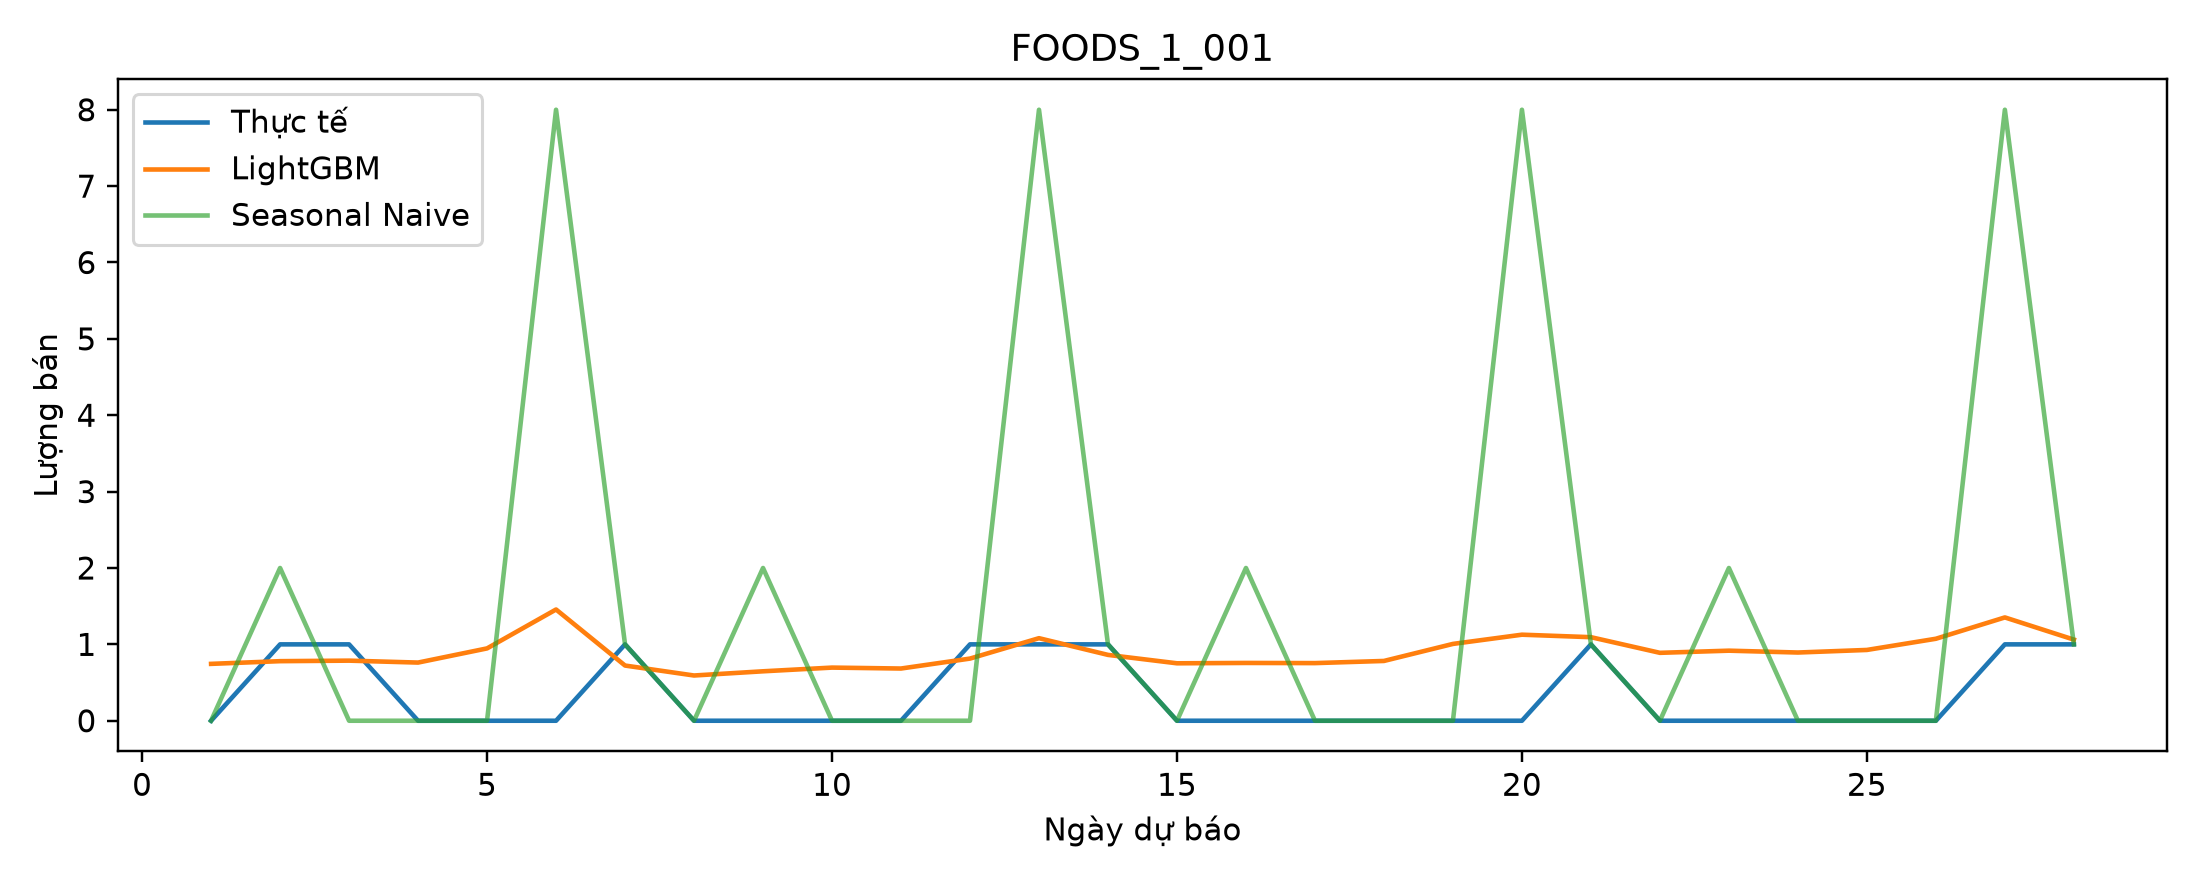 FOODS_1_001
Thực tế
LightGBM
Seasonal Naive
8
7
6
5
4
3
2
1
0
Lượng bán
0 5 10 15 20 25
Ngày dự báo